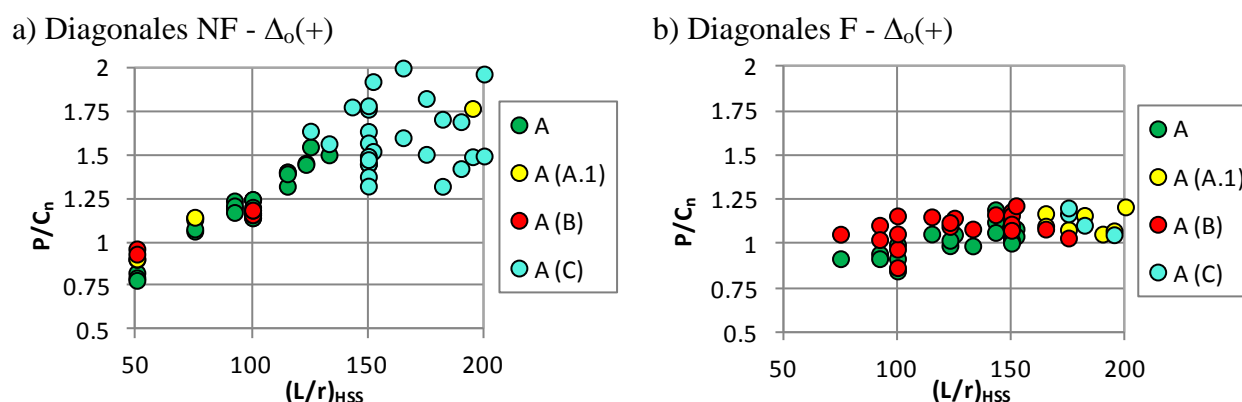 a) Diagonales NF - Δₒ(+)
2
1.75
1.5
1.25
1
0.75
0.5
P/Cₙ
50 100 150 200
(L/r)HSS
A
A (A.1)
A (B)
A (C)
b) Diagonales F - Δₒ(+)
2
1.75
1.5
1.25
1
0.75
0.5
P/Cₙ
50 100 150 200
(L/r)HSS
A
A (A.1)
A (B)
A (C)